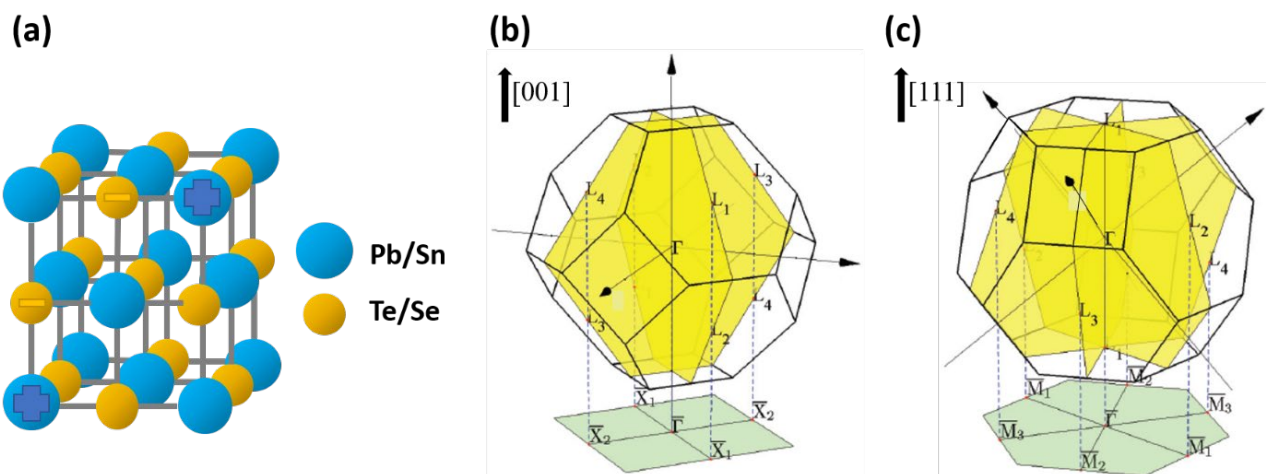 (a)
Pb/Sn
Te/Se
(b)
[001]
L₄
L₃
L₁
Γ
L₃
L₂
L₄
X̅₁
X̅₂
Γ̅
X̅₂
X̅₁
(c)
[111]
L₁
L₄
L₂
Γ
L₄
L₃
M̅₂
M̅₁
Γ̅
M̅₃
M̅₃
M̅₁
M̅₂